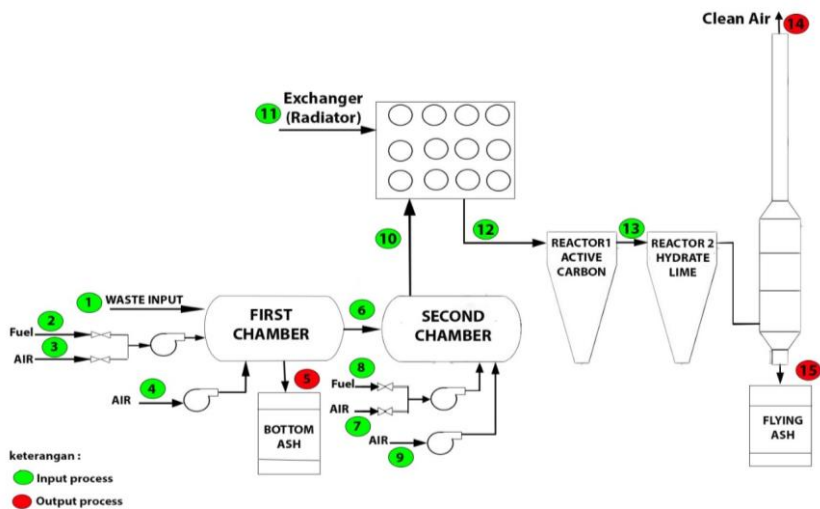 Clean Air
14
11
Exchanger
(Radiator)
10
12
REACTOR1
ACTIVE
CARBON
13
REACTOR 2
HYDRATE
LIME
1
WASTE INPUT
2
Fuel
3
AIR
FIRST
CHAMBER
6
SECOND
CHAMBER
4
AIR
5
BOTTOM
ASH
8
Fuel
AIR
7
AIR
9
15
FLYING
ASH
keterangan :
Input process
Output process